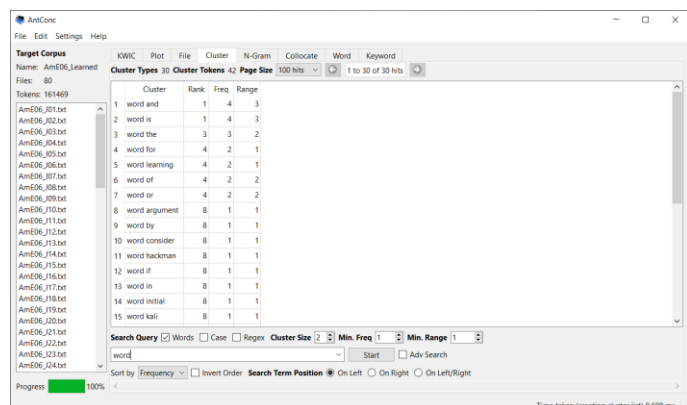 AntConc
File Edit Settings Help
Target Corpus
Name: AmE06_Learned
Files: 80
Tokens: 161469
AmE06_J01.txt
AmE06_J02.txt
AmE06_J03.txt
AmE06_J04.txt
AmE06_J05.txt
AmE06_J06.txt
AmE06_J07.txt
AmE06_J08.txt
AmE06_J09.txt
AmE06_J10.txt
AmE06_J11.txt
AmE06_J12.txt
AmE06_J13.txt
AmE06_J14.txt
AmE06_J15.txt
AmE06_J16.txt
AmE06_J17.txt
AmE06_J18.txt
AmE06_J19.txt
AmE06_J20.txt
AmE06_J21.txt
AmE06_J22.txt
AmE06_J23.txt
AmE06_J24.txt
Progress 100%
KWIC Plot File Cluster N-Gram Collocate Word Keyword
Cluster Types 30 Cluster Tokens 42 Page Size 100 hits 1 to 30 of 30 hits
Cluster Rank Freq Range
1 word and 1 4 3
2 word is 1 4 3
3 word the 3 3 2
4 word for 4 2 1
5 word learning 4 2 1
6 word of 4 2 2
7 word or 4 2 2
8 word argument 8 1 1
9 word by 8 1 1
10 word consider 8 1 1
11 word hackman 8 1 1
12 word if 8 1 1
13 word in 8 1 1
14 word initial 8 1 1
15 word kali 8 1 1
Search Query Words Case Regex Cluster Size 2 Min. Freq 1 Min. Range 1
word Start Adv Search
Sort by Frequency Invert Order Search Term Position On Left On Right On Left/Right